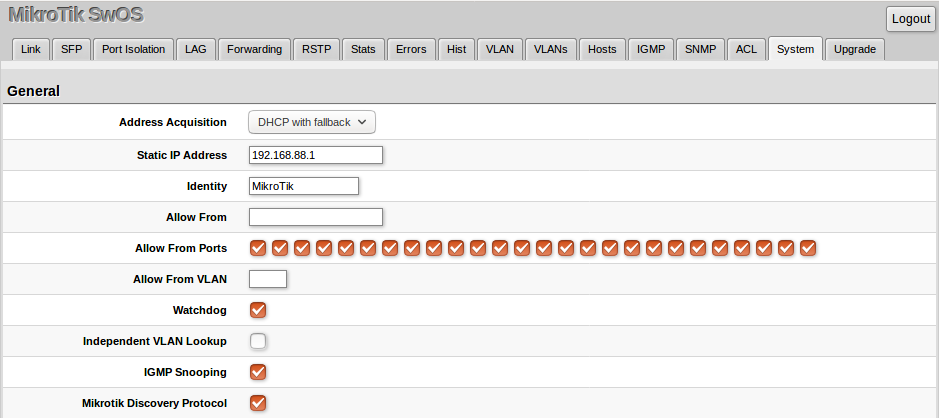 MikroTik SwOS
Logout
Link SFP Port Isolation LAG Forwarding RSTP Stats Errors Hist VLAN VLANs Hosts IGMP SNMP ACL System Upgrade
General
Address Acquisition DHCP with fallback
Static IP Address 192.168.88.1
Identity MikroTik
Allow From
Allow From Ports
Allow From VLAN
Watchdog
Independent VLAN Lookup
IGMP Snooping
Mikrotik Discovery Protocol